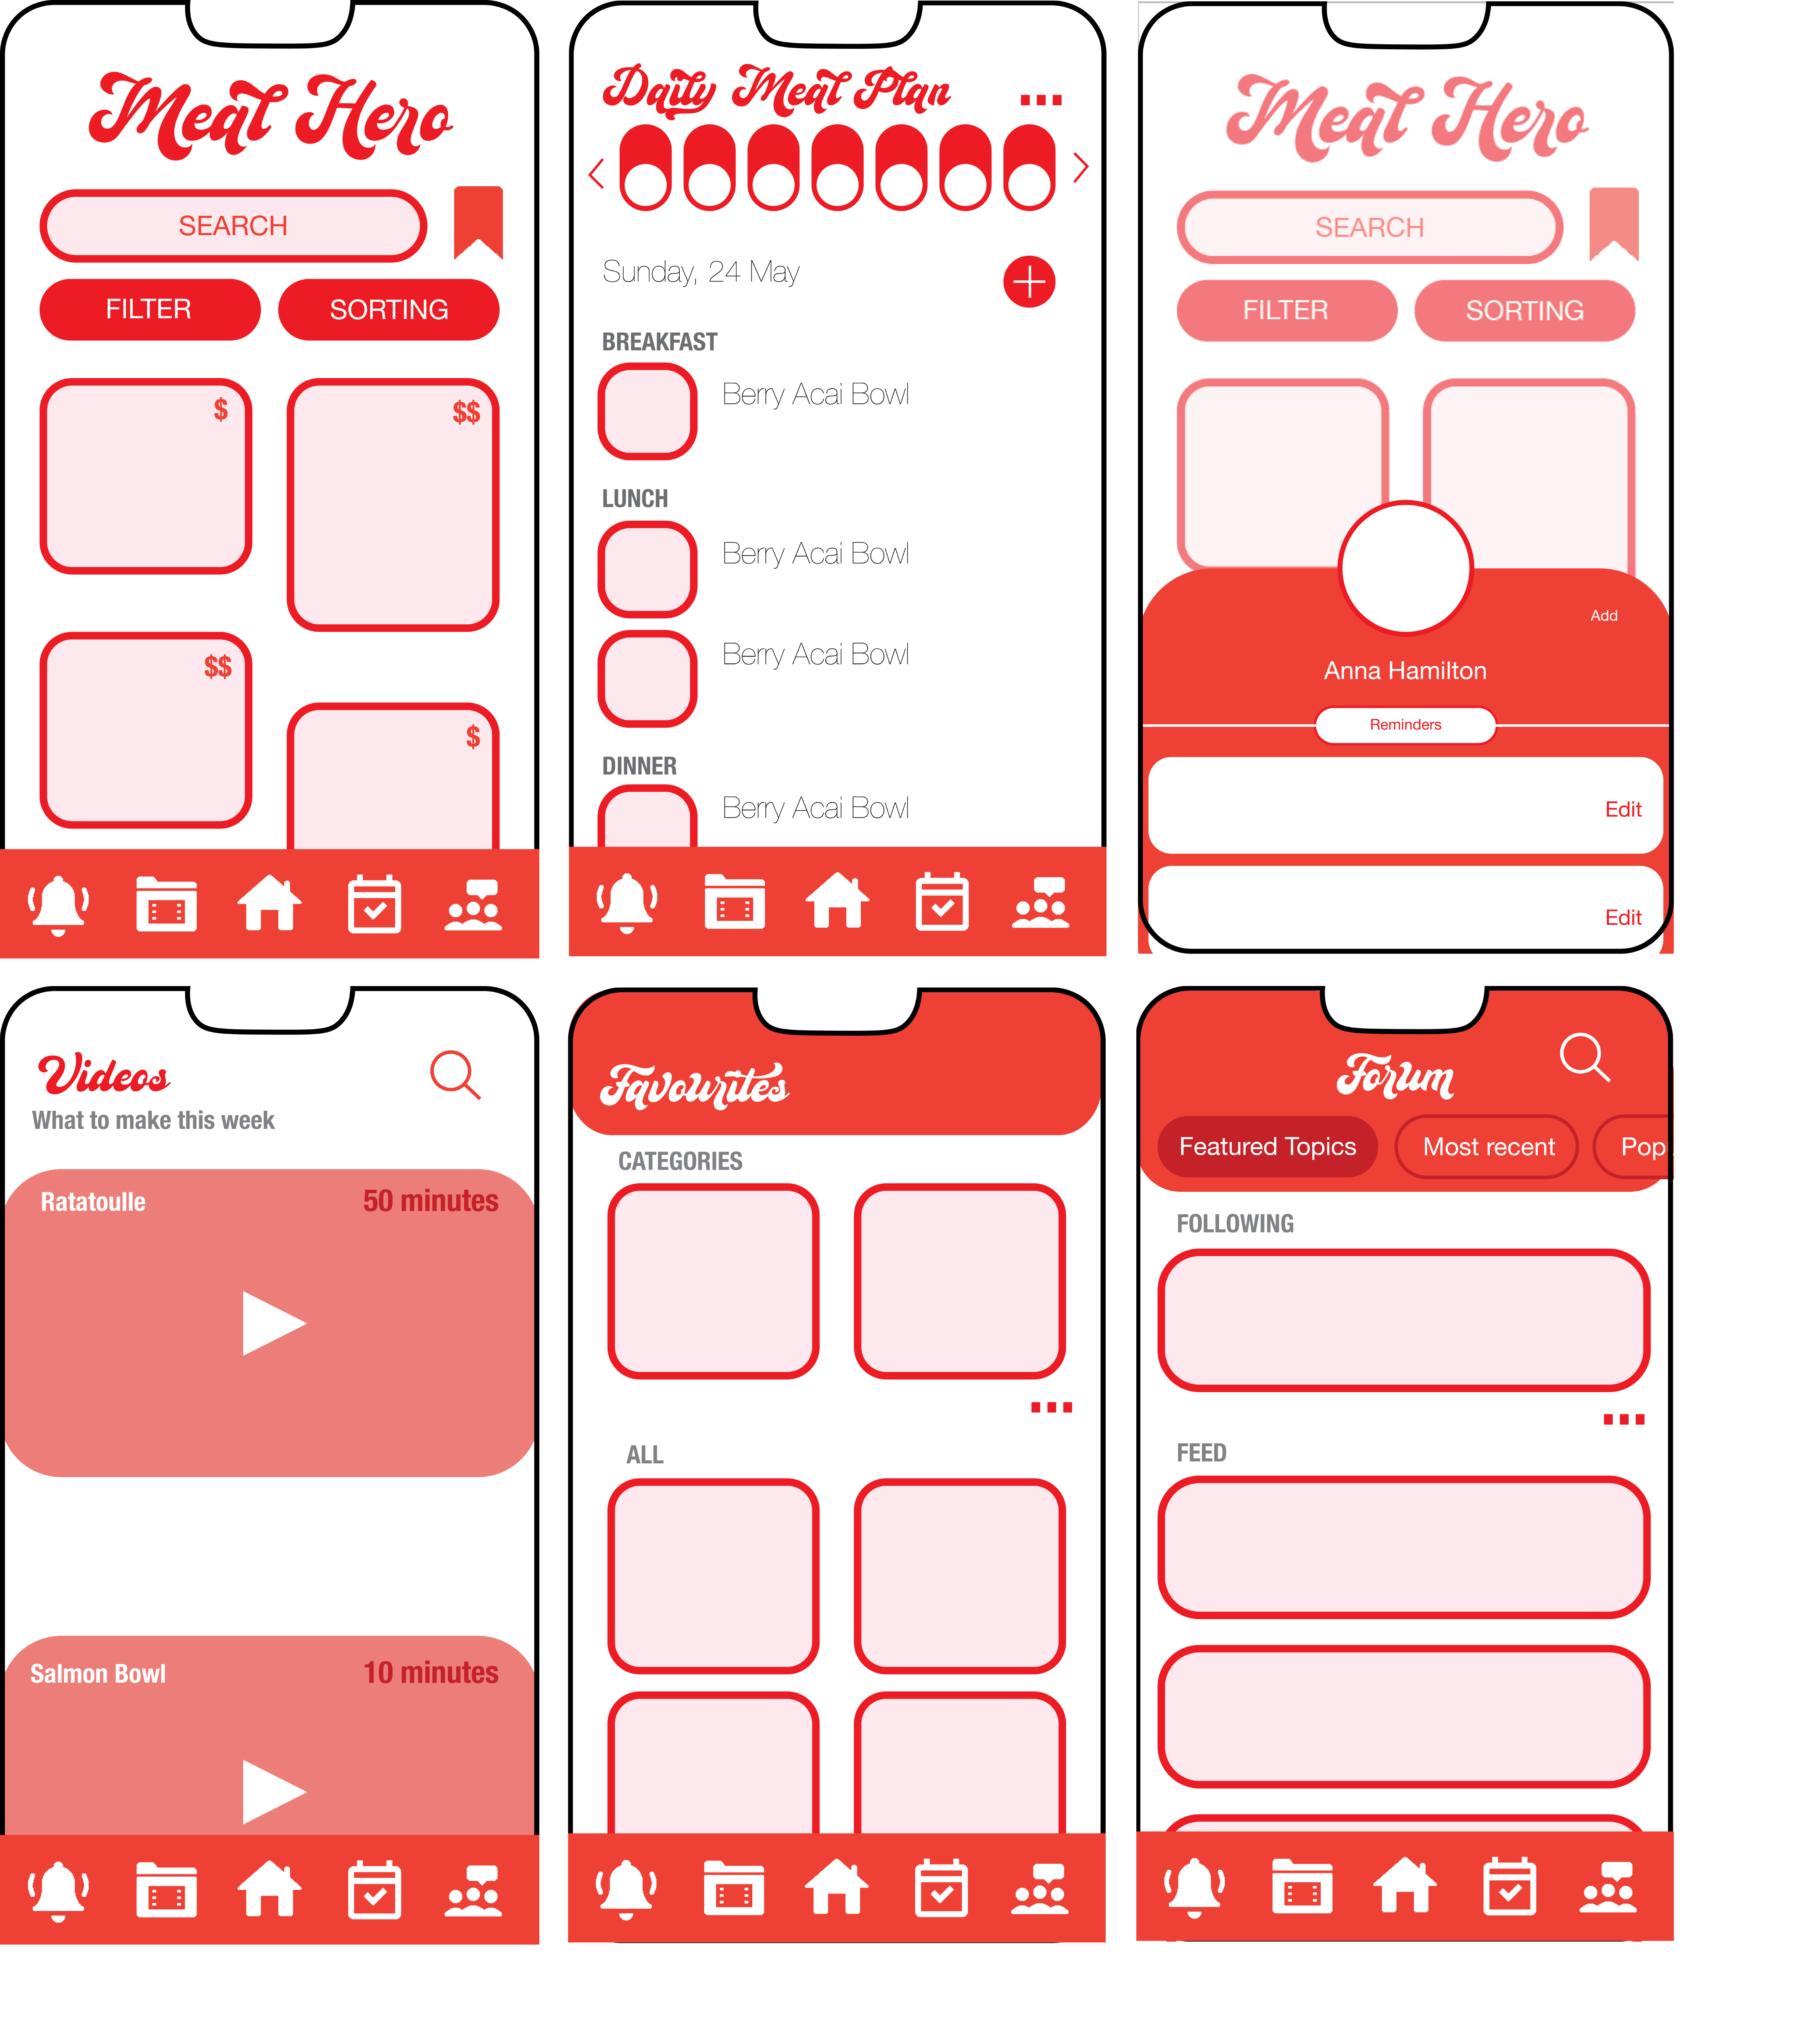 Meal Hero
SEARCH
FILTER
SORTING
$
$$
$$
$
Daily Meal Plan
Sunday, 24 May
BREAKFAST
Berry Acai Bowl
LUNCH
Berry Acai Bowl
Berry Acai Bowl
DINNER
Berry Acai Bowl
Meal Hero
SEARCH
FILTER
SORTING
Add
Anna Hamilton
Reminders
Edit
Edit
Videos
What to make this week
Ratatoulle
50 minutes
Salmon Bowl
10 minutes
Favourites
CATEGORIES
ALL
Forum
Featured Topics
Most recent
Pop
FOLLOWING
FEED